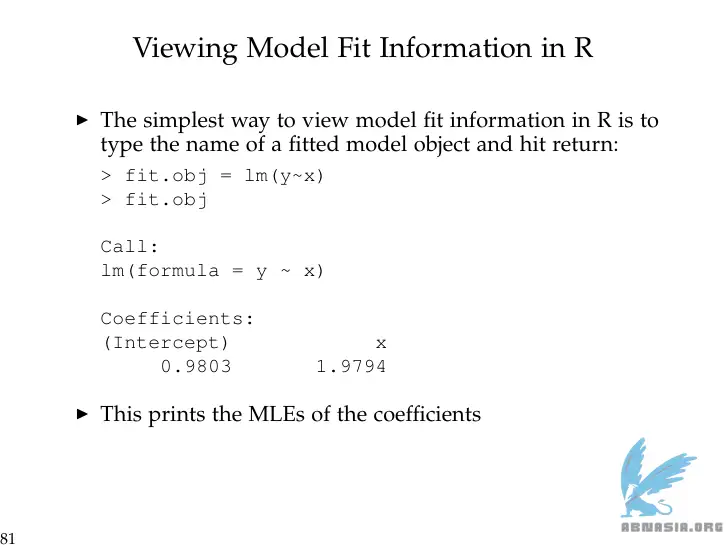 Viewing Model Fit Information in R
► The simplest way to view model fit information in R is to
type the name of a fitted model object and hit return:
> fit.obj = lm(y~x)
> fit.obj
Call:
lm(formula = y ~ x)
Coefficients:
(Intercept)            x
     0.9803       1.9794
► This prints the MLEs of the coefficients
ABMASIA.ORG
81